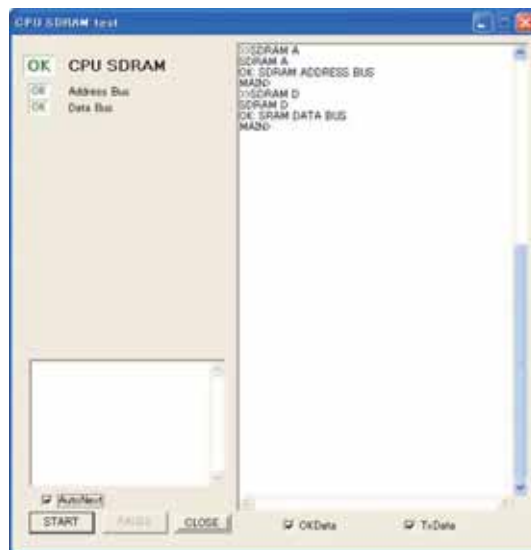 CPU SDRAM test
OK CPU SDRAM
OK Address Bus
OK Data Bus
>>SDRAM A
SDRAM A
OK: SDRAM ADDRESS BUS
MAIN>
>>SDRAM D
SDRAM D
OK: SRAM DATA BUS
MAIN>
AutoNext
START PAUSE CLOSE
OKData TxData